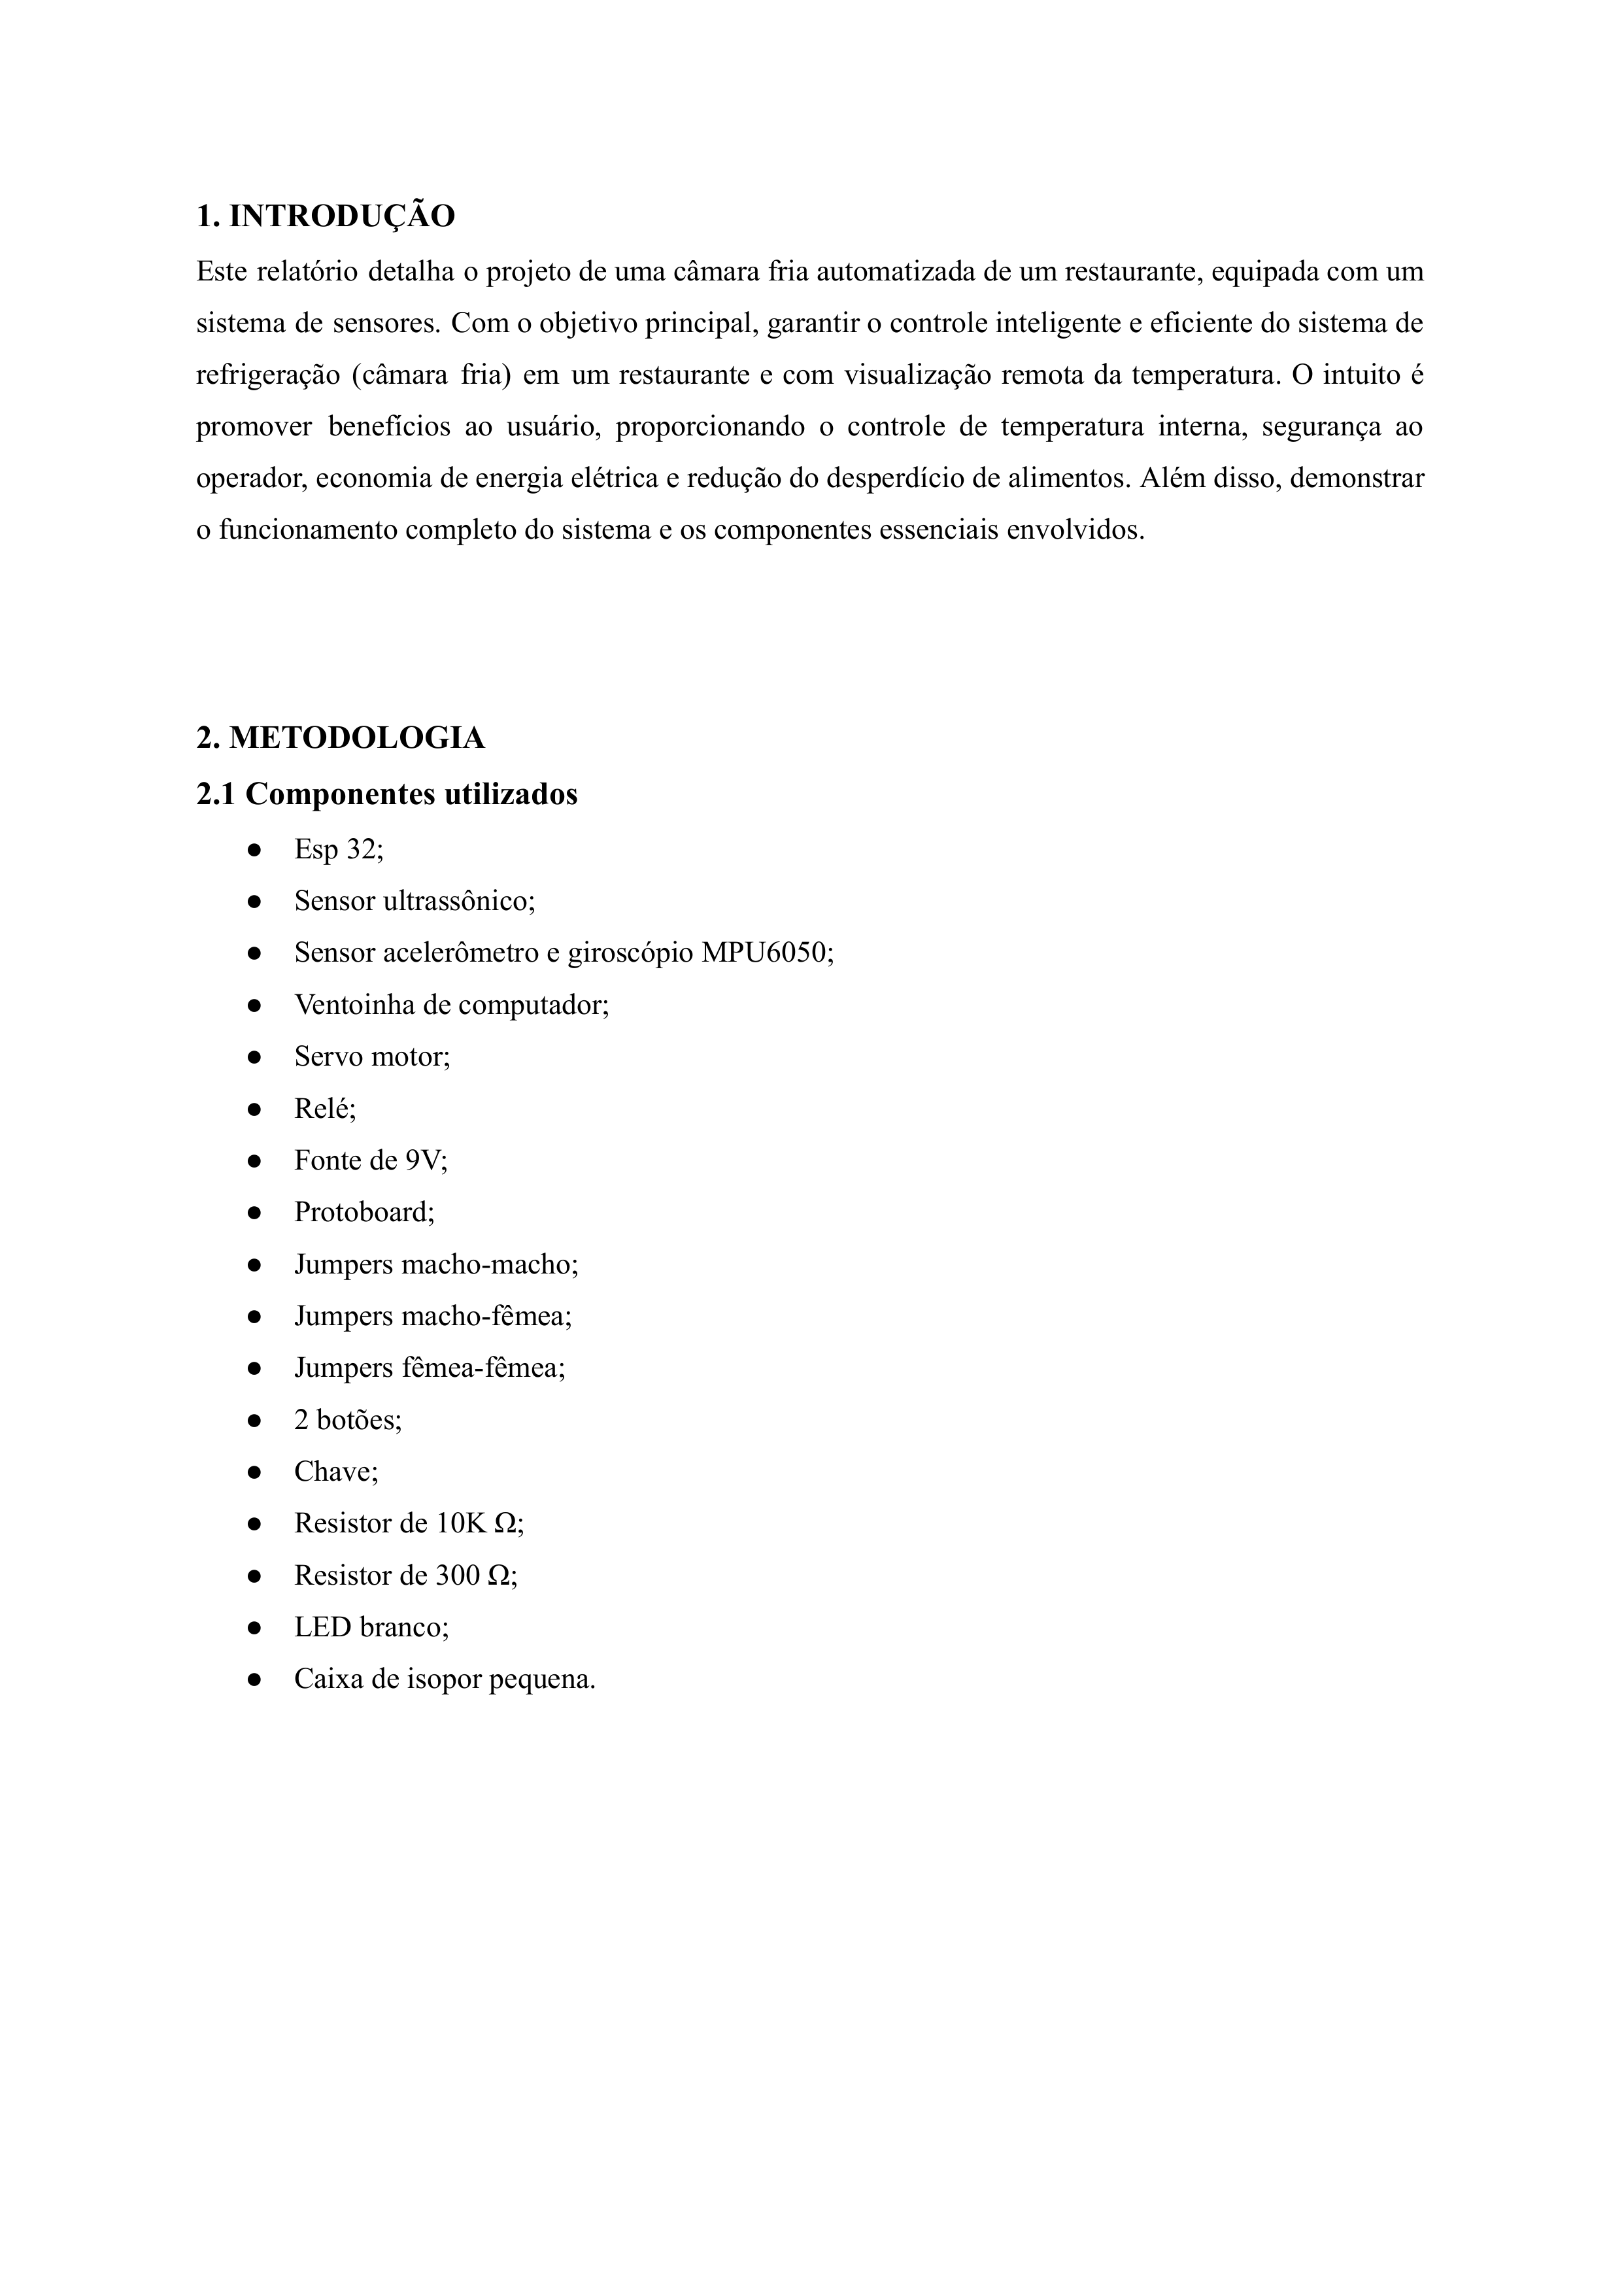 1. INTRODUÇÃO
Este relatório detalha o projeto de uma câmara fria automatizada de um restaurante, equipada com um
sistema de sensores. Com o objetivo principal, garantir o controle inteligente e eficiente do sistema de
refrigeração (câmara fria) em um restaurante e com visualização remota da temperatura. O intuito é
promover benefícios ao usuário, proporcionando o controle de temperatura interna, segurança ao
operador, economia de energia elétrica e redução do desperdício de alimentos. Além disso, demonstrar
o funcionamento completo do sistema e os componentes essenciais envolvidos.
2. METODOLOGIA
2.1 Componentes utilizados
● Esp 32;
● Sensor ultrassônico;
● Sensor acelerômetro e giroscópio MPU6050;
● Ventoinha de computador;
● Servo motor;
● Relé;
● Fonte de 9V;
● Protoboard;
● Jumpers macho-macho;
● Jumpers macho-fêmea;
● Jumpers fêmea-fêmea;
● 2 botões;
● Chave;
● Resistor de 10K Ω;
● Resistor de 300 Ω;
● LED branco;
● Caixa de isopor pequena.